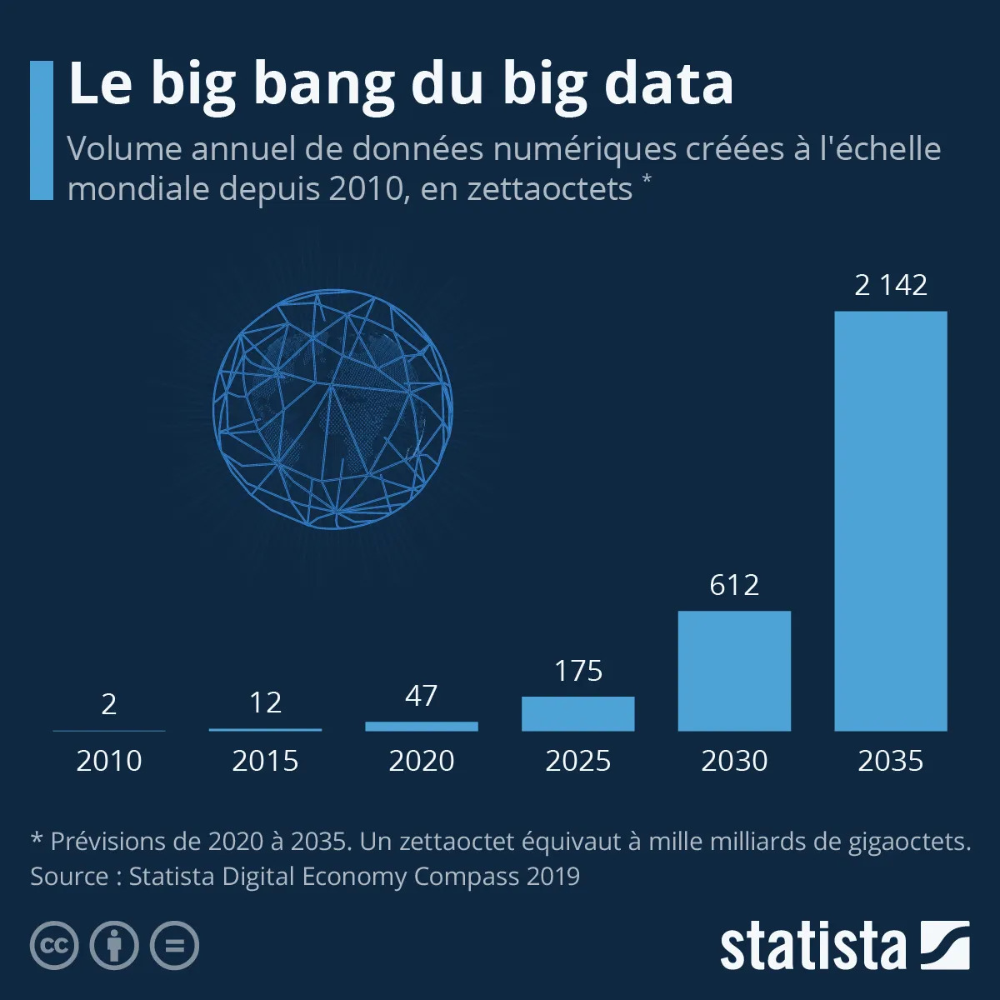 Le big bang du big data
Volume annuel de données numériques créées à l'échelle
mondiale depuis 2010, en zettaoctets *
2 142
612
175
47
12
2
2010 2015 2020 2025 2030 2035
* Prévisions de 2020 à 2035. Un zettaoctet équivaut à mille milliards de gigaoctets.
Source : Statista Digital Economy Compass 2019
cc
statista